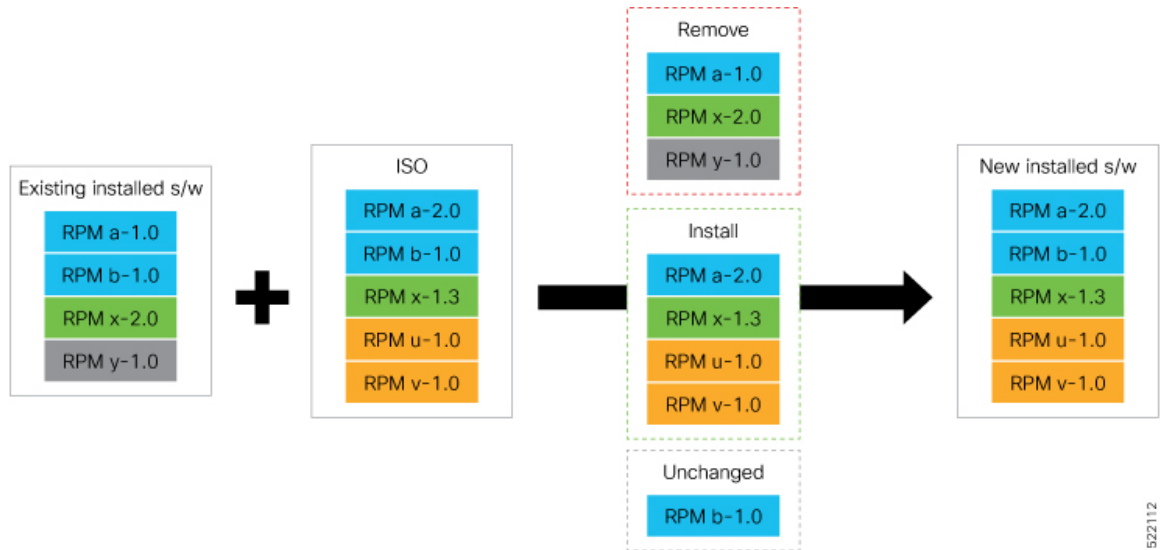 Existing installed s/w
RPM a-1.0
RPM b-1.0
RPM x-2.0
RPM y-1.0
ISO
RPM a-2.0
RPM b-1.0
RPM x-1.3
RPM u-1.0
RPM v-1.0
Remove
RPM a-1.0
RPM x-2.0
RPM y-1.0
Install
RPM a-2.0
RPM x-1.3
RPM u-1.0
RPM v-1.0
Unchanged
RPM b-1.0
New installed s/w
RPM a-2.0
RPM b-1.0
RPM x-1.3
RPM u-1.0
RPM v-1.0
522112